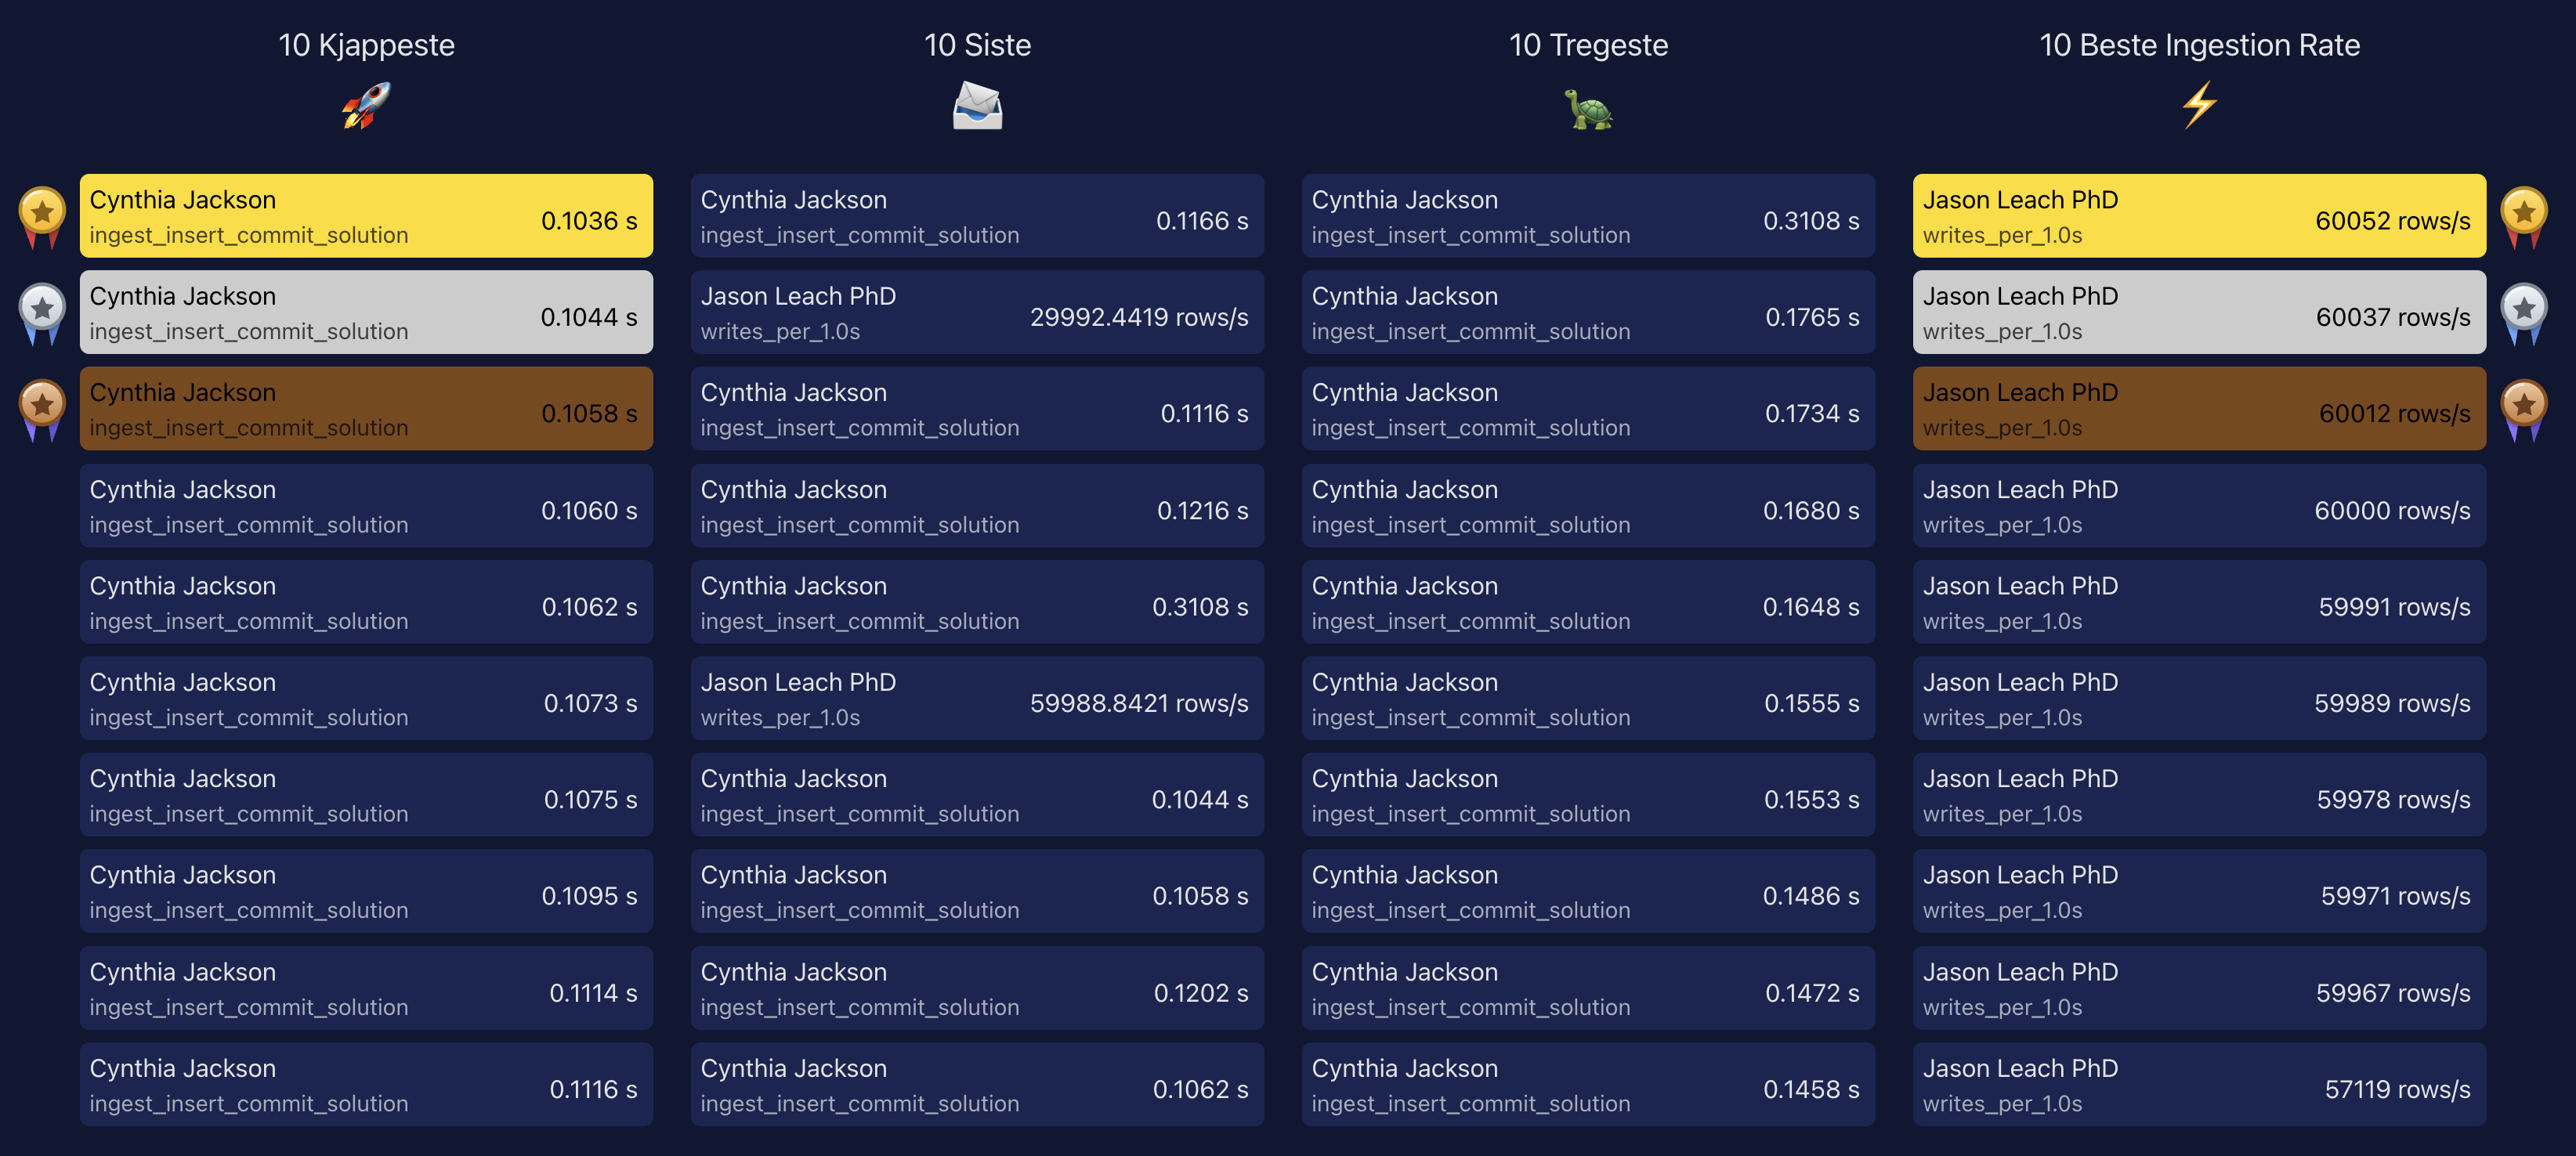 10 Kjappeste
Cynthia Jackson
ingest_insert_commit_solution
0.1036 s
Cynthia Jackson
ingest_insert_commit_solution
0.1044 s
Cynthia Jackson
ingest_insert_commit_solution
0.1058 s
Cynthia Jackson
ingest_insert_commit_solution
0.1060 s
Cynthia Jackson
ingest_insert_commit_solution
0.1062 s
Cynthia Jackson
ingest_insert_commit_solution
0.1073 s
Cynthia Jackson
ingest_insert_commit_solution
0.1075 s
Cynthia Jackson
ingest_insert_commit_solution
0.1095 s
Cynthia Jackson
ingest_insert_commit_solution
0.1114 s
Cynthia Jackson
ingest_insert_commit_solution
0.1116 s
10 Siste
Cynthia Jackson
ingest_insert_commit_solution
0.1166 s
Jason Leach PhD
writes_per_1.0s
29992.4419 rows/s
Cynthia Jackson
ingest_insert_commit_solution
0.1116 s
Cynthia Jackson
ingest_insert_commit_solution
0.1216 s
Cynthia Jackson
ingest_insert_commit_solution
0.3108 s
Jason Leach PhD
writes_per_1.0s
59988.8421 rows/s
Cynthia Jackson
ingest_insert_commit_solution
0.1044 s
Cynthia Jackson
ingest_insert_commit_solution
0.1058 s
Cynthia Jackson
ingest_insert_commit_solution
0.1202 s
Cynthia Jackson
ingest_insert_commit_solution
0.1062 s
10 Tregeste
Cynthia Jackson
ingest_insert_commit_solution
0.3108 s
Cynthia Jackson
ingest_insert_commit_solution
0.1765 s
Cynthia Jackson
ingest_insert_commit_solution
0.1734 s
Cynthia Jackson
ingest_insert_commit_solution
0.1680 s
Cynthia Jackson
ingest_insert_commit_solution
0.1648 s
Cynthia Jackson
ingest_insert_commit_solution
0.1555 s
Cynthia Jackson
ingest_insert_commit_solution
0.1553 s
Cynthia Jackson
ingest_insert_commit_solution
0.1486 s
Cynthia Jackson
ingest_insert_commit_solution
0.1472 s
Cynthia Jackson
ingest_insert_commit_solution
0.1458 s
10 Beste Ingestion Rate
Jason Leach PhD
writes_per_1.0s
60052 rows/s
Jason Leach PhD
writes_per_1.0s
60037 rows/s
Jason Leach PhD
writes_per_1.0s
60012 rows/s
Jason Leach PhD
writes_per_1.0s
60000 rows/s
Jason Leach PhD
writes_per_1.0s
59991 rows/s
Jason Leach PhD
writes_per_1.0s
59989 rows/s
Jason Leach PhD
writes_per_1.0s
59978 rows/s
Jason Leach PhD
writes_per_1.0s
59971 rows/s
Jason Leach PhD
writes_per_1.0s
59967 rows/s
Jason Leach PhD
writes_per_1.0s
57119 rows/s